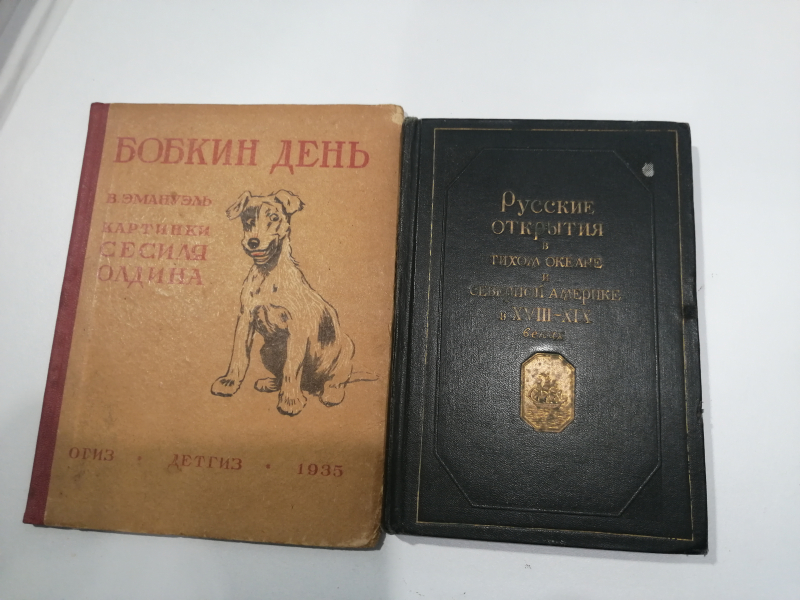 БОБКИН ДЕНЬ
В. ЭМАНУЭЛЬ
КАРТИНКИ
СЕСИЛЯ
ОЛДИНА
ОГИЗ · ДЕТГИЗ · 1935
Русские
открытия
в
тихом океане
и
северной америке
в XVIII–XIX
веках